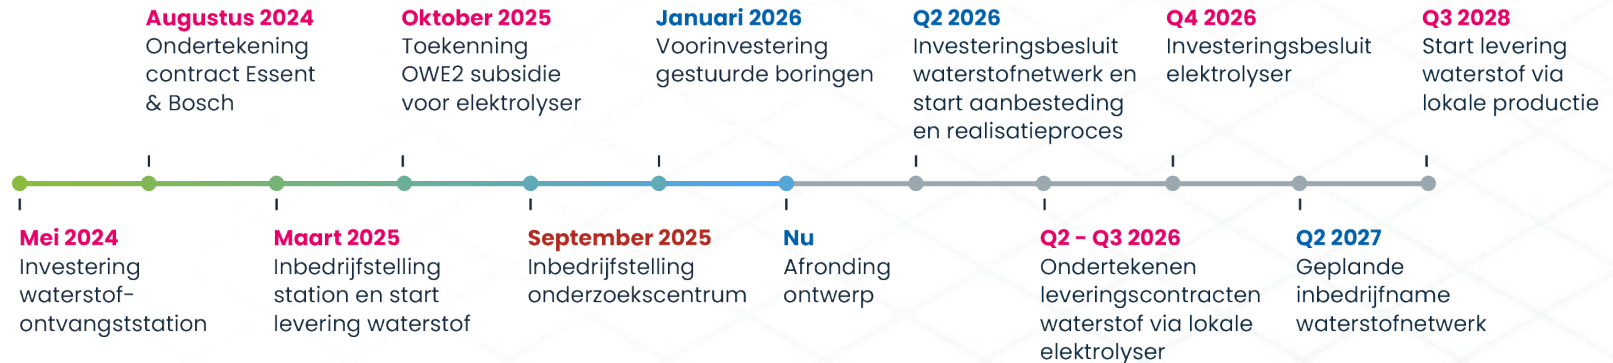 Augustus 2024
Ondertekening
contract Essent
& Bosch
Oktober 2025
Toekenning
OWE2 subsidie
voor elektrolyser
Januari 2026
Voorinvestering
gestuurde boringen
Q2 2026
Investeringsbesluit
waterstofnetwerk en
start aanbesteding
en realisatieproces
Q4 2026
Investeringsbesluit
elektrolyser
Q3 2028
Start levering
waterstof via
lokale productie
Mei 2024
Investering
waterstof-
ontvangststation
Maart 2025
Inbedrijfstelling
station en start
levering waterstof
September 2025
Inbedrijfstelling
onderzoekscentrum
Nu
Afronding
ontwerp
Q2 - Q3 2026
Ondertekenen
leveringscontracten
waterstof via lokale
elektrolyser
Q2 2027
Geplande
inbedrijfname
waterstofnetwerk